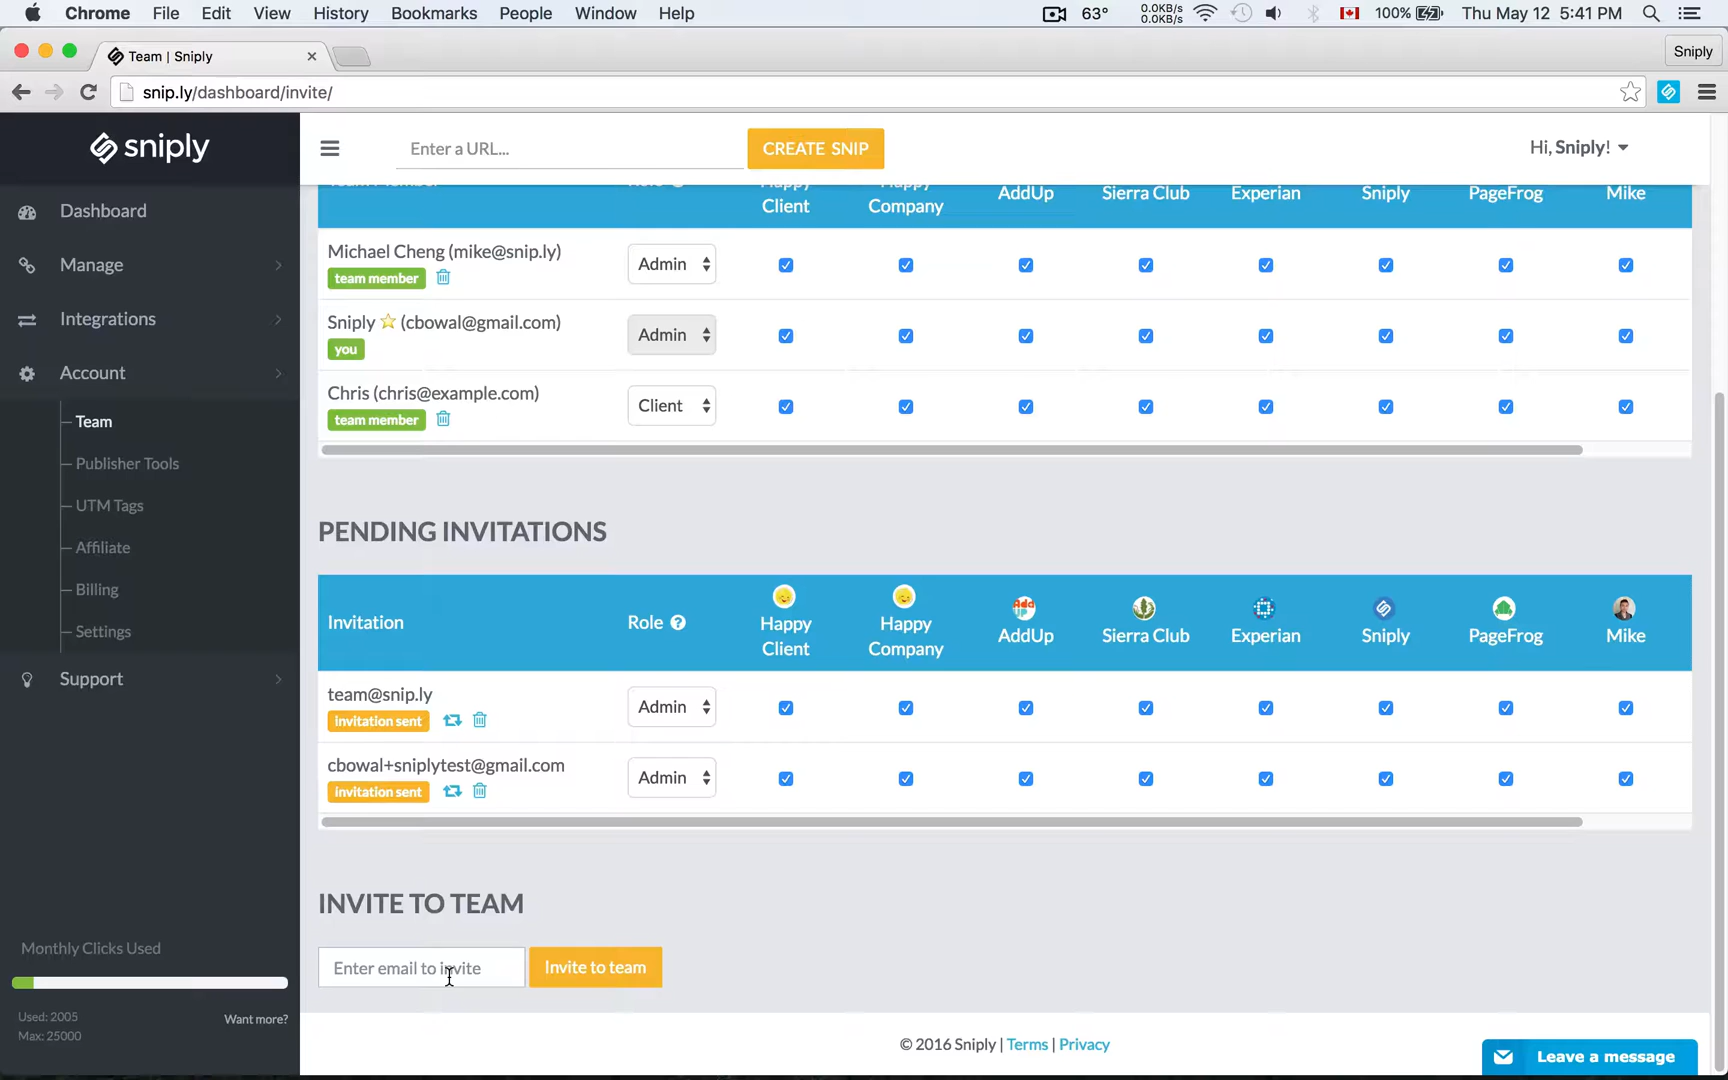 Chrome File Edit View History Bookmarks People Window Help 63° 0.0KB/s 0.0KB/s 100% Thu May 12 5:41 PM
Team | Sniply Sniply
snip.ly/dashboard/invite/
sniply Enter a URL... CREATE SNIP Hi, Sniply!
Dashboard
Manage
Integrations
Account
Team
Publisher Tools
UTM Tags
Affiliate
Billing
Settings
Support
Monthly Clicks Used
Used: 2005 Want more?
Max: 25000
Team Member Role Happy Client Happy Company AddUp Sierra Club Experian Sniply PageFrog Mike
Michael Cheng (mike@snip.ly) Admin
team member
Sniply (cbowal@gmail.com) Admin
you
Chris (chris@example.com) Client
team member
PENDING INVITATIONS
Invitation Role ? Happy Client Happy Company AddUp Sierra Club Experian Sniply PageFrog Mike
team@snip.ly Admin
invitation sent
cbowal+sniplytest@gmail.com Admin
invitation sent
INVITE TO TEAM
Enter email to invite Invite to team
© 2016 Sniply | Terms | Privacy
Leave a message